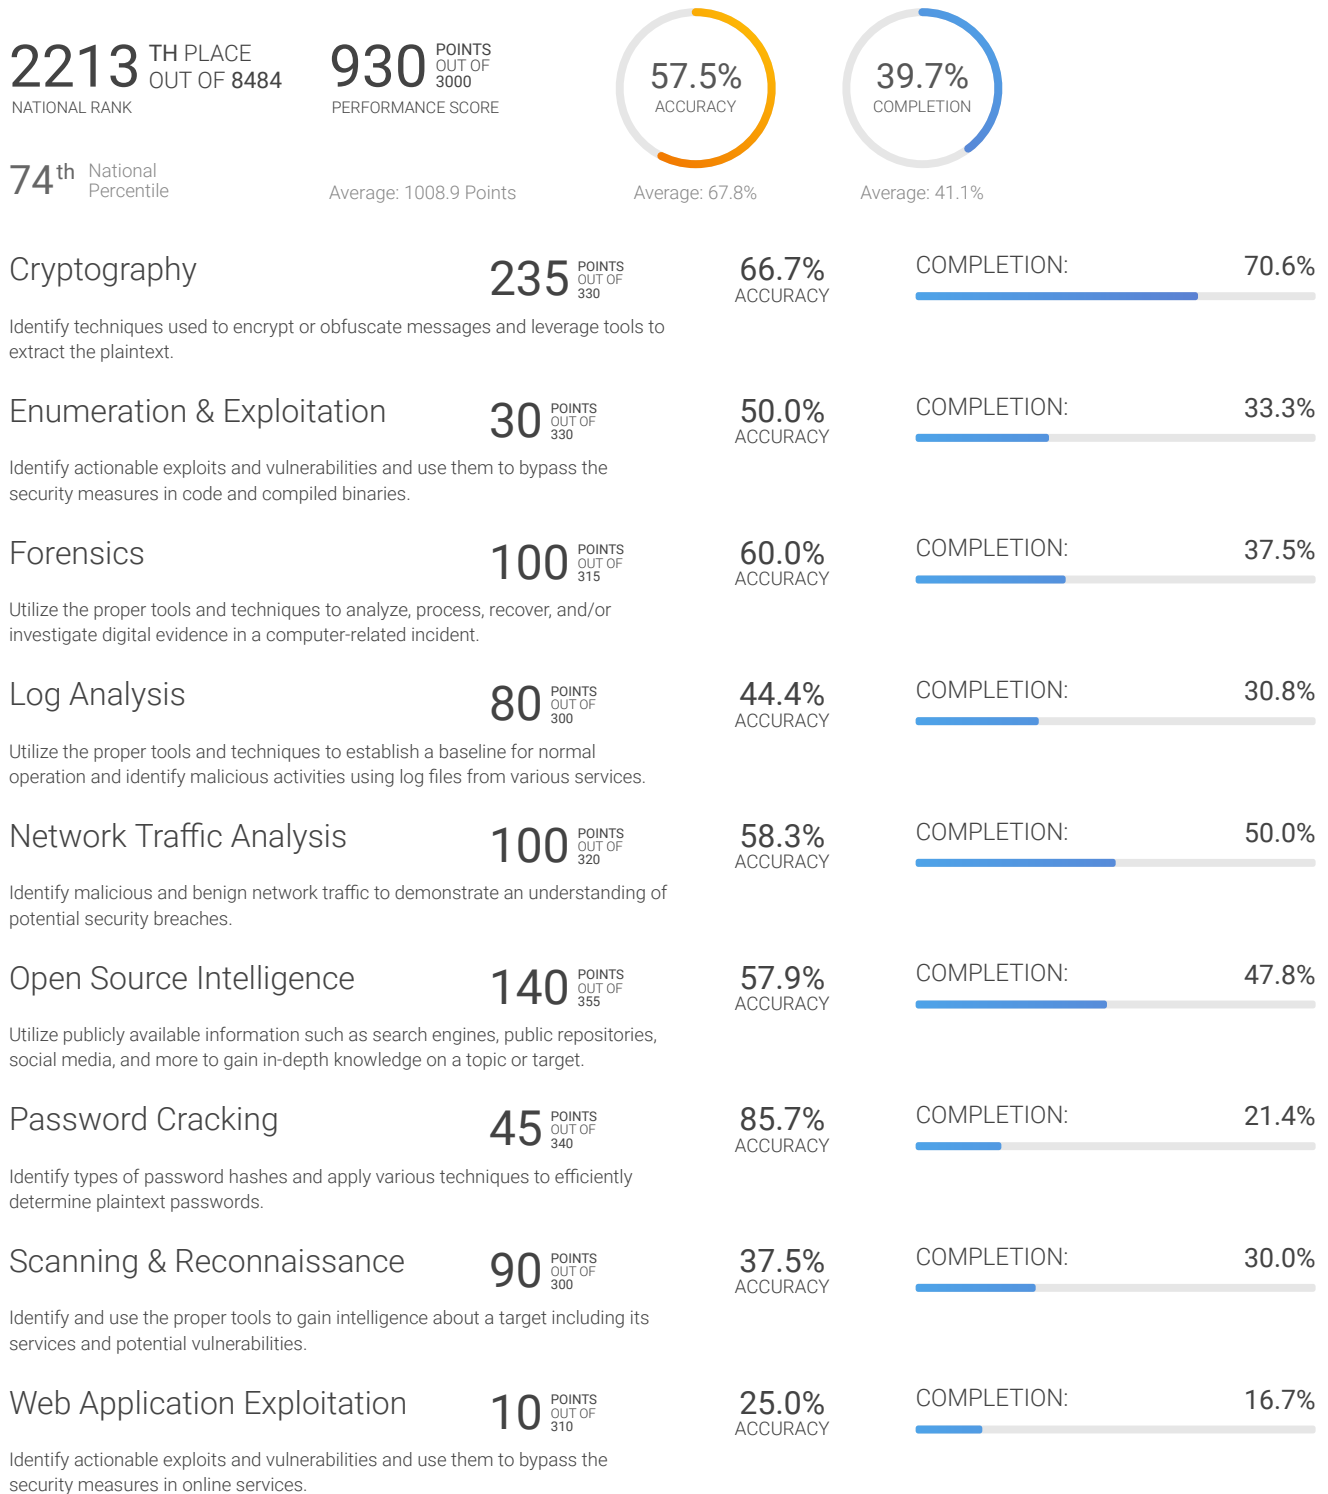 2213 TH PLACE
OUT OF 8484
NATIONAL RANK
930 POINTS
OUT OF
3000
PERFORMANCE SCORE
57.5%
ACCURACY
39.7%
COMPLETION
74th National
Percentile
Average: 1008.9 Points
Average: 67.8%
Average: 41.1%
Cryptography
235 POINTS
OUT OF
330
66.7%
ACCURACY
COMPLETION: 70.6%
Identify techniques used to encrypt or obfuscate messages and leverage tools to
extract the plaintext.
Enumeration & Exploitation
30 POINTS
OUT OF
330
50.0%
ACCURACY
COMPLETION: 33.3%
Identify actionable exploits and vulnerabilities and use them to bypass the
security measures in code and compiled binaries.
Forensics
100 POINTS
OUT OF
315
60.0%
ACCURACY
COMPLETION: 37.5%
Utilize the proper tools and techniques to analyze, process, recover, and/or
investigate digital evidence in a computer-related incident.
Log Analysis
80 POINTS
OUT OF
300
44.4%
ACCURACY
COMPLETION: 30.8%
Utilize the proper tools and techniques to establish a baseline for normal
operation and identify malicious activities using log files from various services.
Network Traffic Analysis
100 POINTS
OUT OF
320
58.3%
ACCURACY
COMPLETION: 50.0%
Identify malicious and benign network traffic to demonstrate an understanding of
potential security breaches.
Open Source Intelligence
140 POINTS
OUT OF
355
57.9%
ACCURACY
COMPLETION: 47.8%
Utilize publicly available information such as search engines, public repositories,
social media, and more to gain in-depth knowledge on a topic or target.
Password Cracking
45 POINTS
OUT OF
340
85.7%
ACCURACY
COMPLETION: 21.4%
Identify types of password hashes and apply various techniques to efficiently
determine plaintext passwords.
Scanning & Reconnaissance
90 POINTS
OUT OF
300
37.5%
ACCURACY
COMPLETION: 30.0%
Identify and use the proper tools to gain intelligence about a target including its
services and potential vulnerabilities.
Web Application Exploitation
10 POINTS
OUT OF
310
25.0%
ACCURACY
COMPLETION: 16.7%
Identify actionable exploits and vulnerabilities and use them to bypass the
security measures in online services.